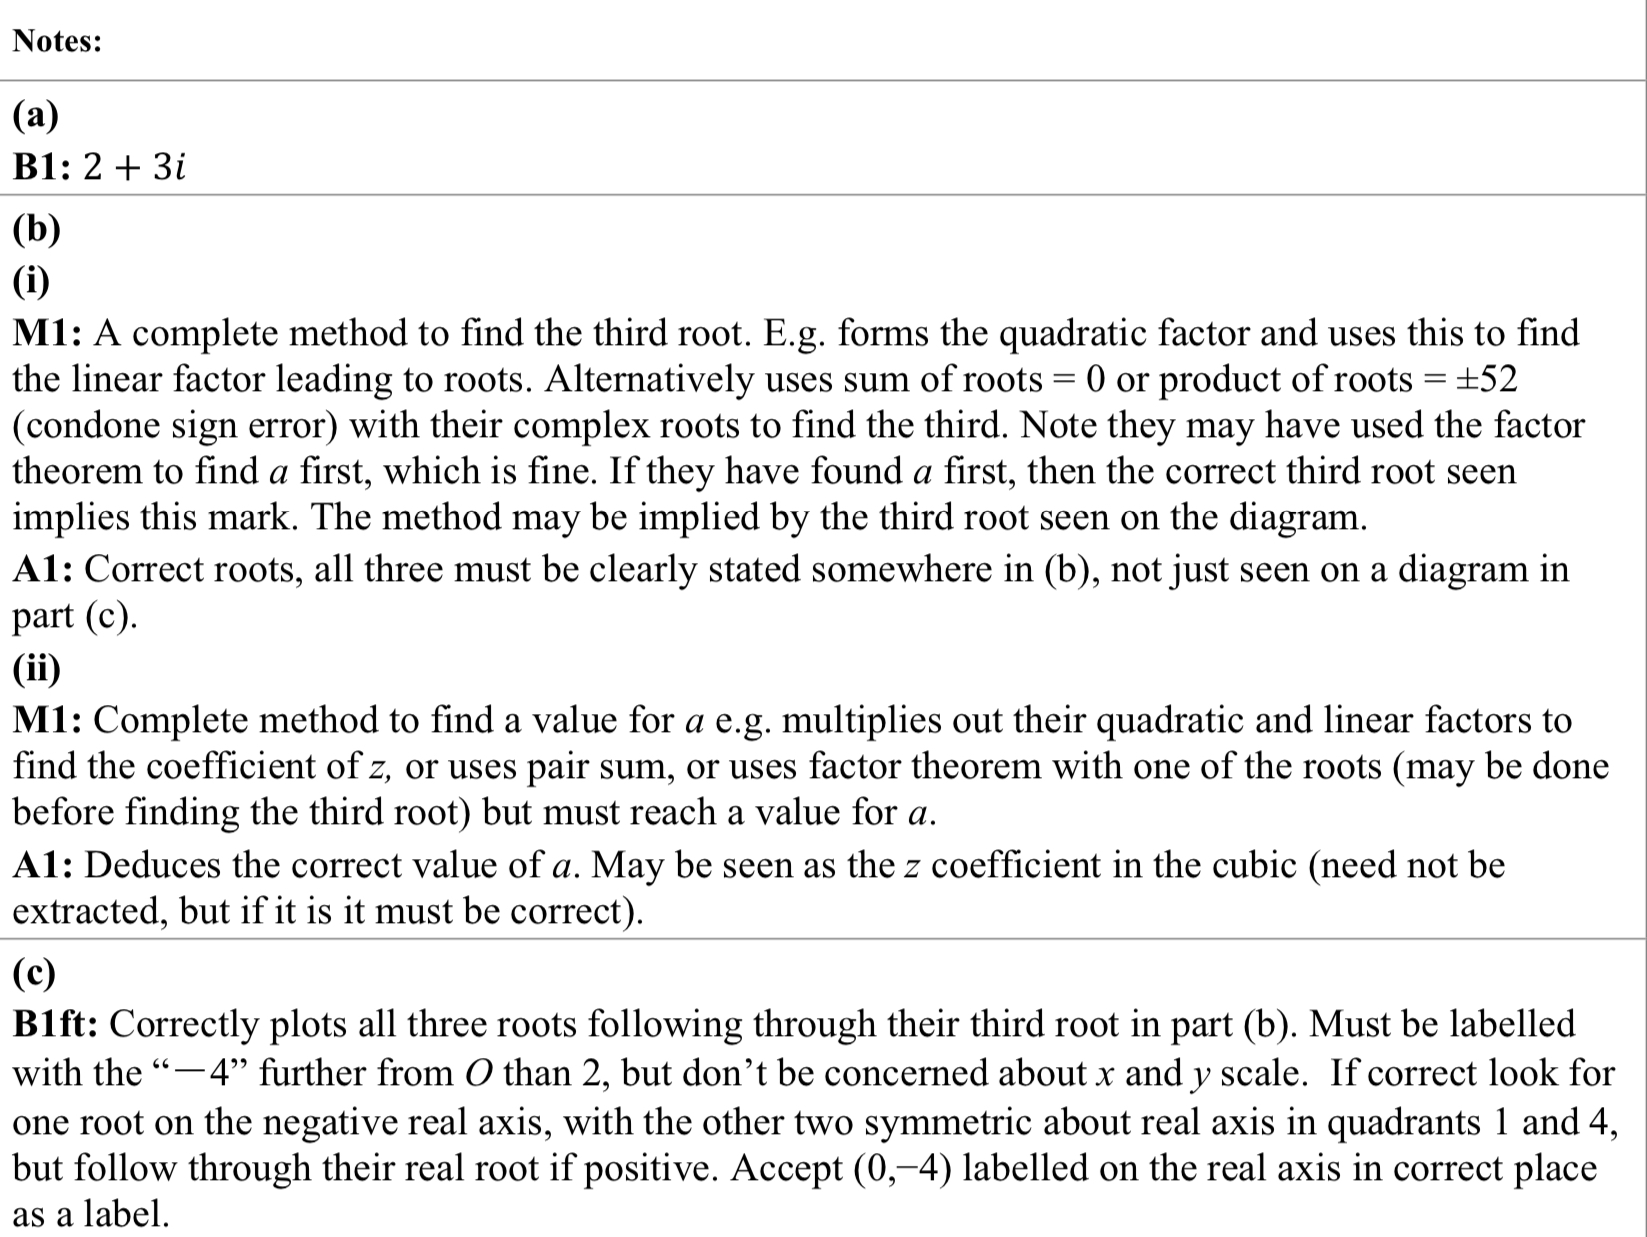 Notes:
(a)
B1: 2 + 3i
(b)
(i)
M1: A complete method to find the third root. E.g. forms the quadratic factor and uses this to find
the linear factor leading to roots. Alternatively uses sum of roots = 0 or product of roots = ±52
(condone sign error) with their complex roots to find the third. Note they may have used the factor
theorem to find a first, which is fine. If they have found a first, then the correct third root seen
implies this mark. The method may be implied by the third root seen on the diagram.
A1: Correct roots, all three must be clearly stated somewhere in (b), not just seen on a diagram in
part (c).
(ii)
M1: Complete method to find a value for a e.g. multiplies out their quadratic and linear factors to
find the coefficient of z, or uses pair sum, or uses factor theorem with one of the roots (may be done
before finding the third root) but must reach a value for a.
A1: Deduces the correct value of a. May be seen as the z coefficient in the cubic (need not be
extracted, but if it is it must be correct).
(c)
B1ft: Correctly plots all three roots following through their third root in part (b). Must be labelled
with the “−4” further from O than 2, but don’t be concerned about x and y scale. If correct look for
one root on the negative real axis, with the other two symmetric about real axis in quadrants 1 and 4,
but follow through their real root if positive. Accept (0,−4) labelled on the real axis in correct place
as a label.